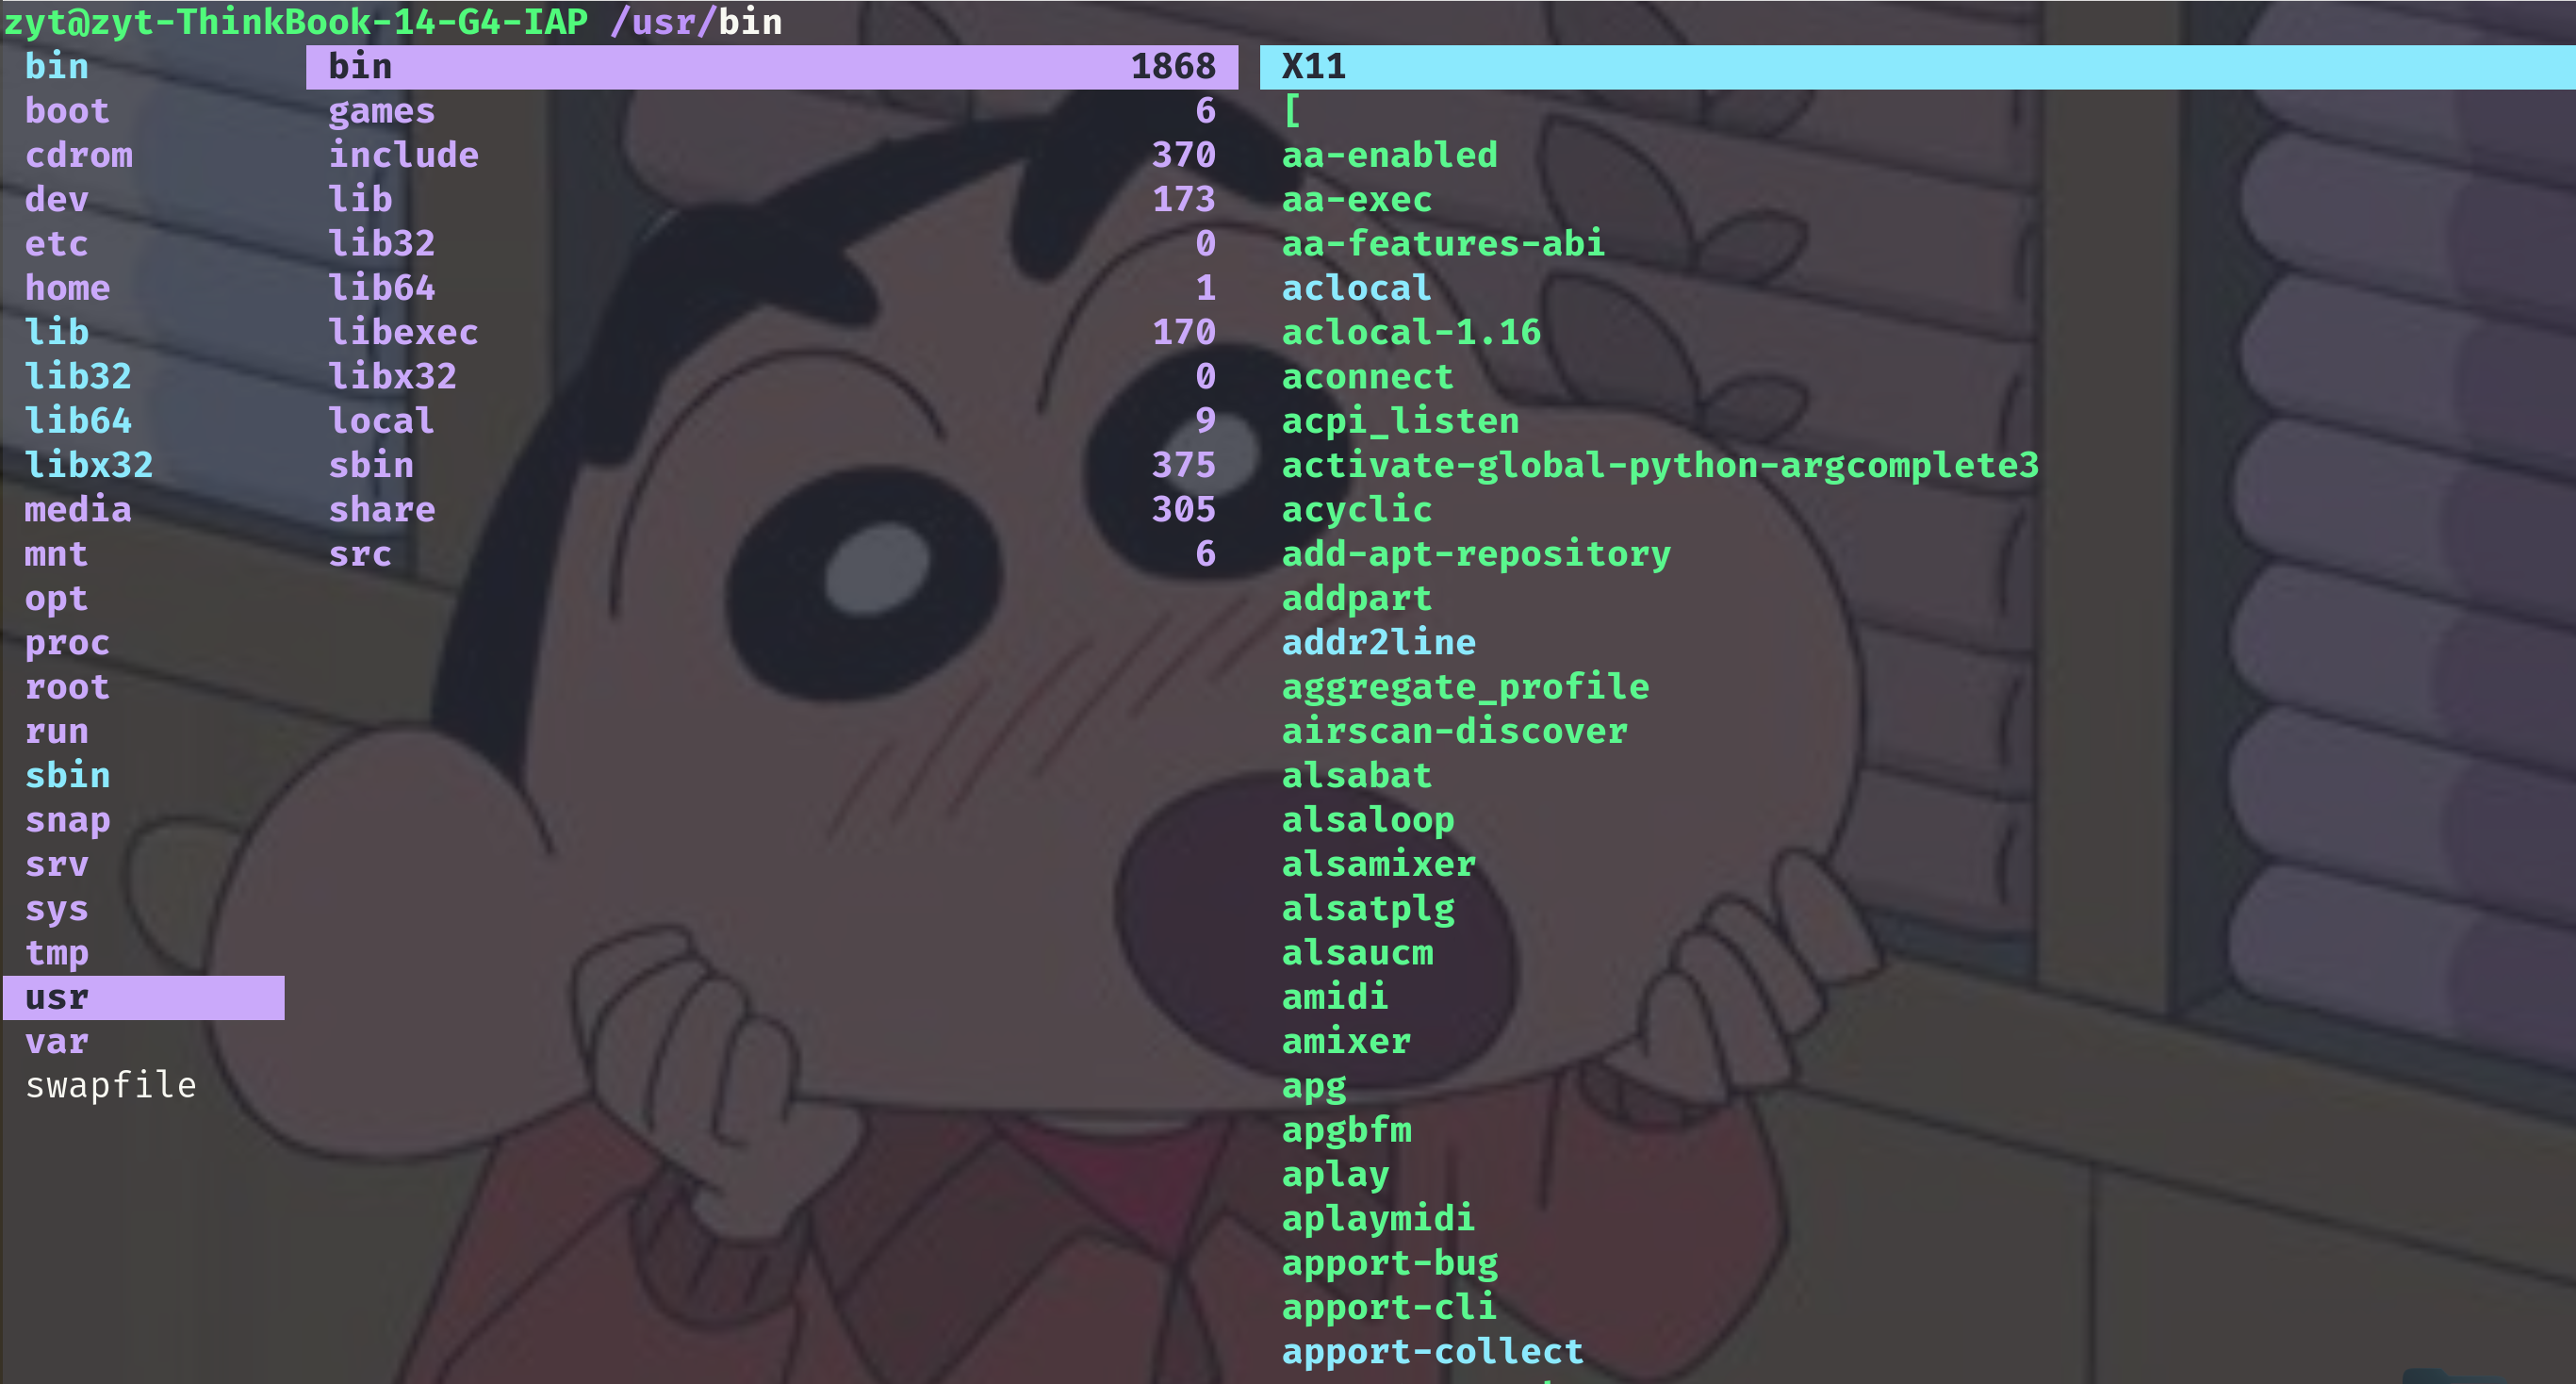 zyt@zyt-ThinkBook-14-G4-IAP /usr/bin
bin bin 1868 X11
boot games 6 [
cdrom include 370 aa-enabled
dev lib 173 aa-exec
etc lib32 0 aa-features-abi
home lib64 1 aclocal
lib libexec 170 aclocal-1.16
lib32 libx32 0 aconnect
lib64 local 9 acpi_listen
libx32 sbin 375 activate-global-python-argcomplete3
media share 305 acyclic
mnt src 6 add-apt-repository
opt addpart
proc addr2line
root aggregate_profile
run airscan-discover
sbin alsabat
snap alsaloop
srv alsamixer
sys alsatplg
tmp alsaucm
usr amidi
var amixer
swapfile apg
apgbfm
aplay
aplaymidi
apport-bug
apport-cli
apport-collect